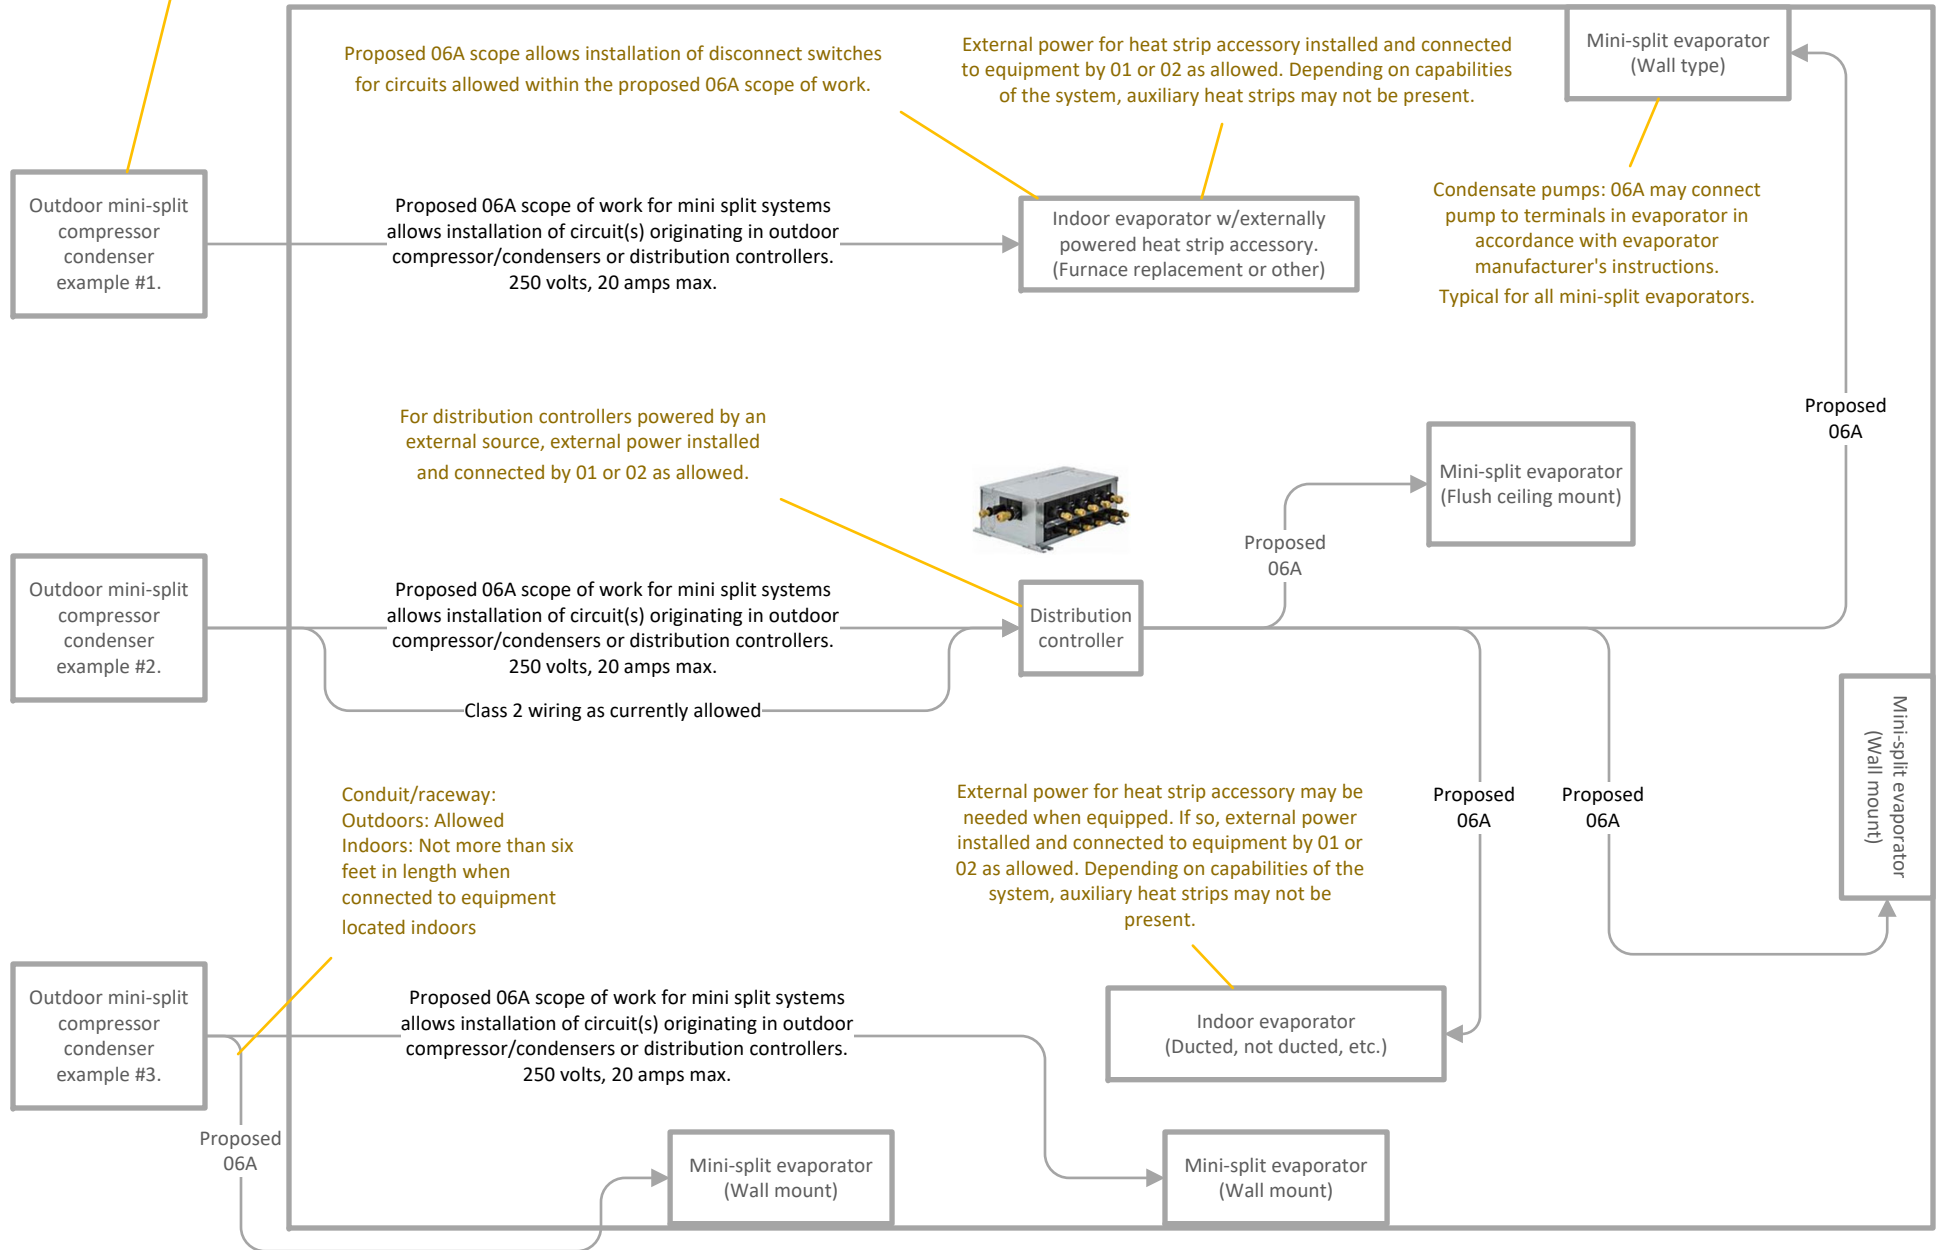 Proposed 06A scope allows installation of disconnect switches
for circuits allowed within the proposed 06A scope of work.
External power for heat strip accessory installed and connected
to equipment by 01 or 02 as allowed. Depending on capabilities
of the system, auxiliary heat strips may not be present.
Mini-split evaporator
(Wall type)
Outdoor mini-split
compressor
condenser
example #1.
Proposed 06A scope of work for mini split systems
allows installation of circuit(s) originating in outdoor
compressor/condensers or distribution controllers.
250 volts, 20 amps max.
Indoor evaporator w/externally
powered heat strip accessory.
(Furnace replacement or other)
Condensate pumps: 06A may connect
pump to terminals in evaporator in
accordance with evaporator
manufacturer's instructions.
Typical for all mini-split evaporators.
For distribution controllers powered by an
external source, external power installed
and connected by 01 or 02 as allowed.
Proposed
06A
Mini-split evaporator
(Flush ceiling mount)
Proposed
06A
Outdoor mini-split
compressor
condenser
example #2.
Proposed 06A scope of work for mini split systems
allows installation of circuit(s) originating in outdoor
compressor/condensers or distribution controllers.
250 volts, 20 amps max.
Distribution
controller
Class 2 wiring as currently allowed
Mini-split evaporator
(Wall mount)
Conduit/raceway:
Outdoors: Allowed
Indoors: Not more than six
feet in length when
connected to equipment
located indoors
External power for heat strip accessory may be
needed when equipped. If so, external power
installed and connected to equipment by 01 or
02 as allowed. Depending on capabilities of the
system, auxiliary heat strips may not be
present.
Proposed
06A
Proposed
06A
Outdoor mini-split
compressor
condenser
example #3.
Proposed 06A scope of work for mini split systems
allows installation of circuit(s) originating in outdoor
compressor/condensers or distribution controllers.
250 volts, 20 amps max.
Indoor evaporator
(Ducted, not ducted, etc.)
Proposed
06A
Mini-split evaporator
(Wall mount)
Mini-split evaporator
(Wall mount)